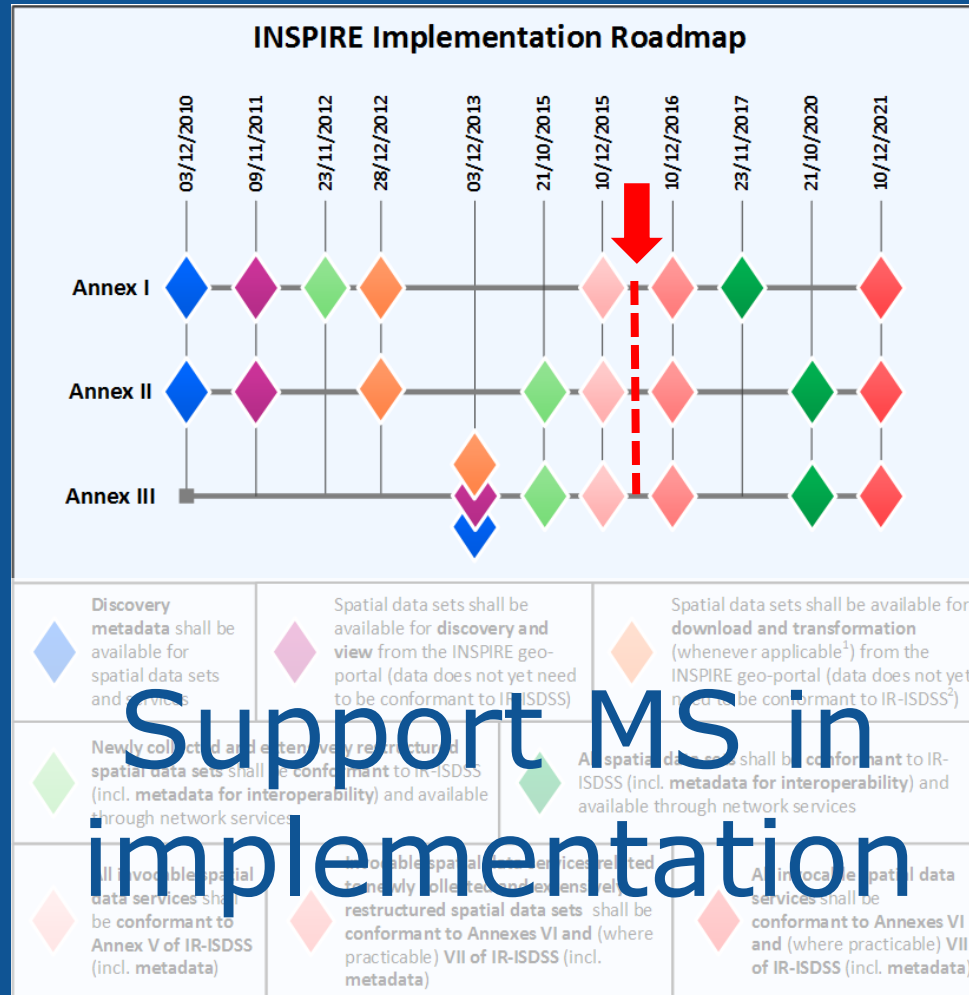 INSPIRE Implementation Roadmap
03/12/2010
09/11/2011
23/11/2012
28/12/2012
03/12/2013
21/10/2015
10/12/2015
10/12/2016
23/11/2017
21/10/2020
10/12/2021
Annex I
Annex II
Annex III
Discovery
metadata shall be
available for
spatial data sets
and services
Spatial data sets shall be
available for discovery and
view from the INSPIRE geo-
portal (data does not yet need
to be conformant to IR-ISDSS)
Spatial data sets shall be available for
download and transformation
(whenever applicable¹) from the
INSPIRE geo-portal (data does not yet
need to be conformant to IR-ISDSS²)
Support MS in
implementation
Newly collected and extensively restructured
spatial data sets shall be conformant to IR-ISDSS
(incl. metadata for interoperability) and available
through network services
All spatial data sets shall be conformant to IR-
ISDSS (incl. metadata for interoperability) and
available through network services
All invocable spatial
data services shall
be conformant to
Annex V of IR-ISDSS
(incl. metadata)
Invocable spatial data services related
to newly collected and extensively
restructured spatial data sets shall be
conformant to Annexes VI and (where
practicable) VII of IR-ISDSS (incl.
metadata)
All invocable spatial data
services shall be
conformant to Annexes VI
and (where practicable) VII
of IR-ISDSS (incl. metadata)